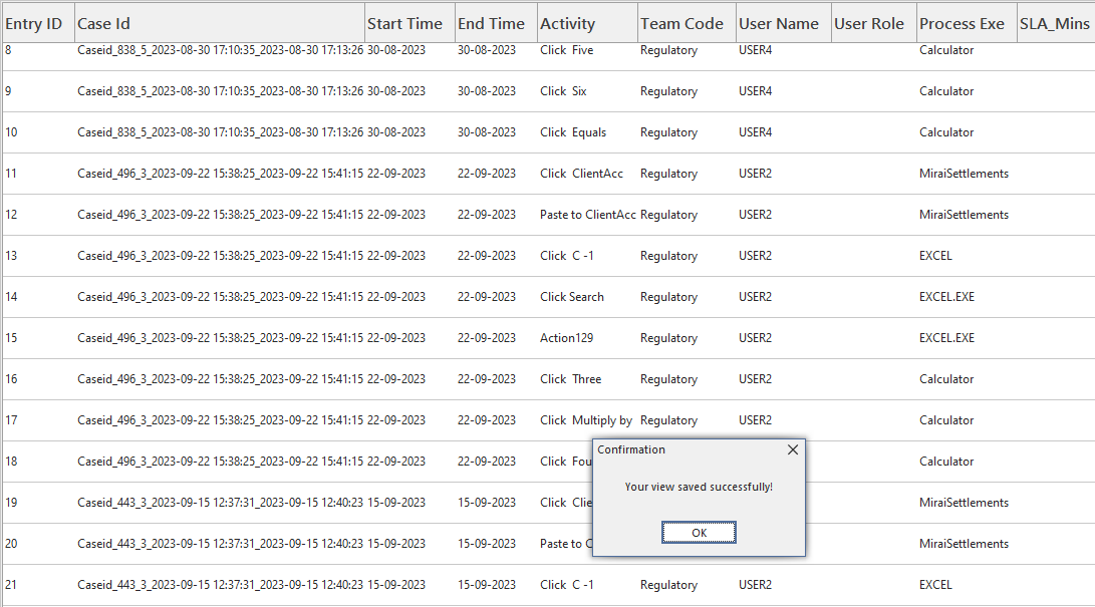 Entry ID Case Id Start Time End Time Activity Team Code User Name User Role Process Exe SLA_Mins
8 Caseid_838_5_2023-08-30 17:10:35_2023-08-30 17:13:26 30-08-2023 30-08-2023 Click Five Regulatory USER4 Calculator
9 Caseid_838_5_2023-08-30 17:10:35_2023-08-30 17:13:26 30-08-2023 30-08-2023 Click Six Regulatory USER4 Calculator
10 Caseid_838_5_2023-08-30 17:10:35_2023-08-30 17:13:26 30-08-2023 30-08-2023 Click Equals Regulatory USER4 Calculator
11 Caseid_496_3_2023-09-22 15:38:25_2023-09-22 15:41:15 22-09-2023 22-09-2023 Click ClientAcc Regulatory USER2 MiraiSettlements
12 Caseid_496_3_2023-09-22 15:38:25_2023-09-22 15:41:15 22-09-2023 22-09-2023 Paste to ClientAcc Regulatory USER2 MiraiSettlements
13 Caseid_496_3_2023-09-22 15:38:25_2023-09-22 15:41:15 22-09-2023 22-09-2023 Click C -1 Regulatory USER2 EXCEL
14 Caseid_496_3_2023-09-22 15:38:25_2023-09-22 15:41:15 22-09-2023 22-09-2023 Click Search Regulatory USER2 EXCEL.EXE
15 Caseid_496_3_2023-09-22 15:38:25_2023-09-22 15:41:15 22-09-2023 22-09-2023 Action129 Regulatory USER2 EXCEL.EXE
16 Caseid_496_3_2023-09-22 15:38:25_2023-09-22 15:41:15 22-09-2023 22-09-2023 Click Three Regulatory USER2 Calculator
17 Caseid_496_3_2023-09-22 15:38:25_2023-09-22 15:41:15 22-09-2023 22-09-2023 Click Multiply by Regulatory USER2 Calculator
18 Caseid_496_3_2023-09-22 15:38:25_2023-09-22 15:41:15 22-09-2023 22-09-2023 Click Fou Calculator
19 Caseid_443_3_2023-09-15 12:37:31_2023-09-15 12:40:23 15-09-2023 15-09-2023 Click Clie MiraiSettlements
20 Caseid_443_3_2023-09-15 12:37:31_2023-09-15 12:40:23 15-09-2023 15-09-2023 Paste to C MiraiSettlements
21 Caseid_443_3_2023-09-15 12:37:31_2023-09-15 12:40:23 15-09-2023 15-09-2023 Click C -1 Regulatory USER2 EXCEL
Confirmation
Your view saved successfully!
OK